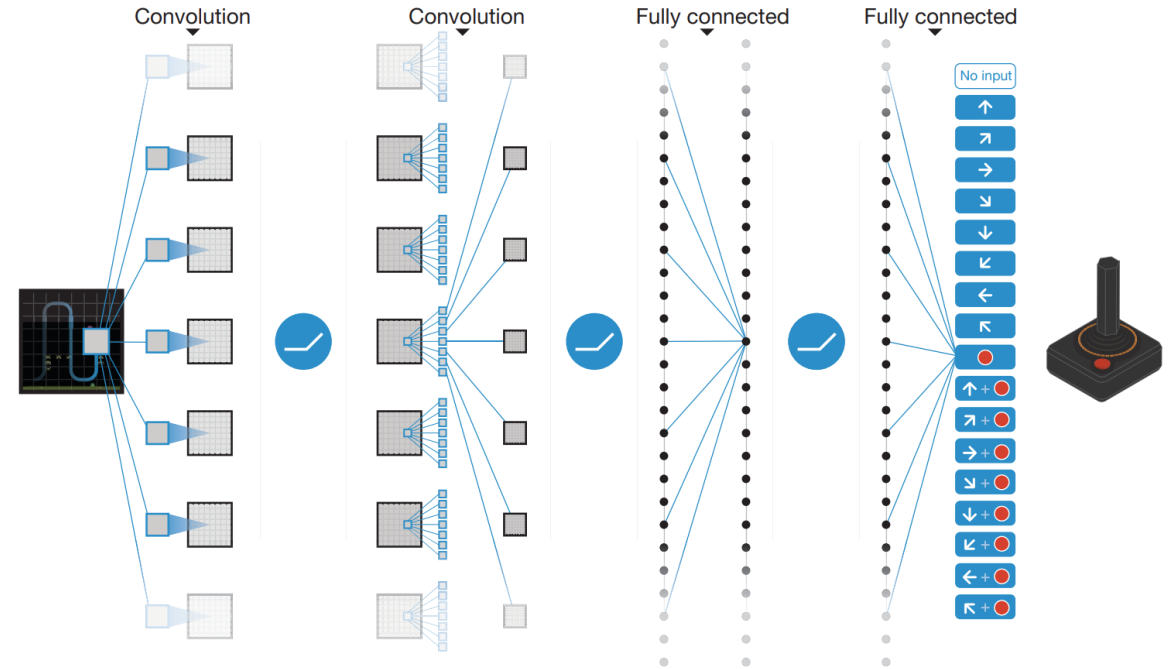 Convolution
Convolution
Fully connected
Fully connected
No input
+
+
+
+
+
+
+
+